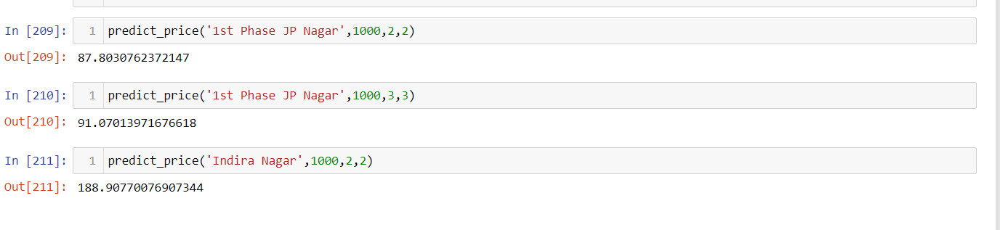 In [209]: 1 predict_price('1st Phase JP Nagar',1000,2,2)
Out[209]: 87.8030762372147
In [210]: 1 predict_price('1st Phase JP Nagar',1000,3,3)
Out[210]: 91.07013971676618
In [211]: 1 predict_price('Indira Nagar',1000,2,2)
Out[211]: 188.90770076907344